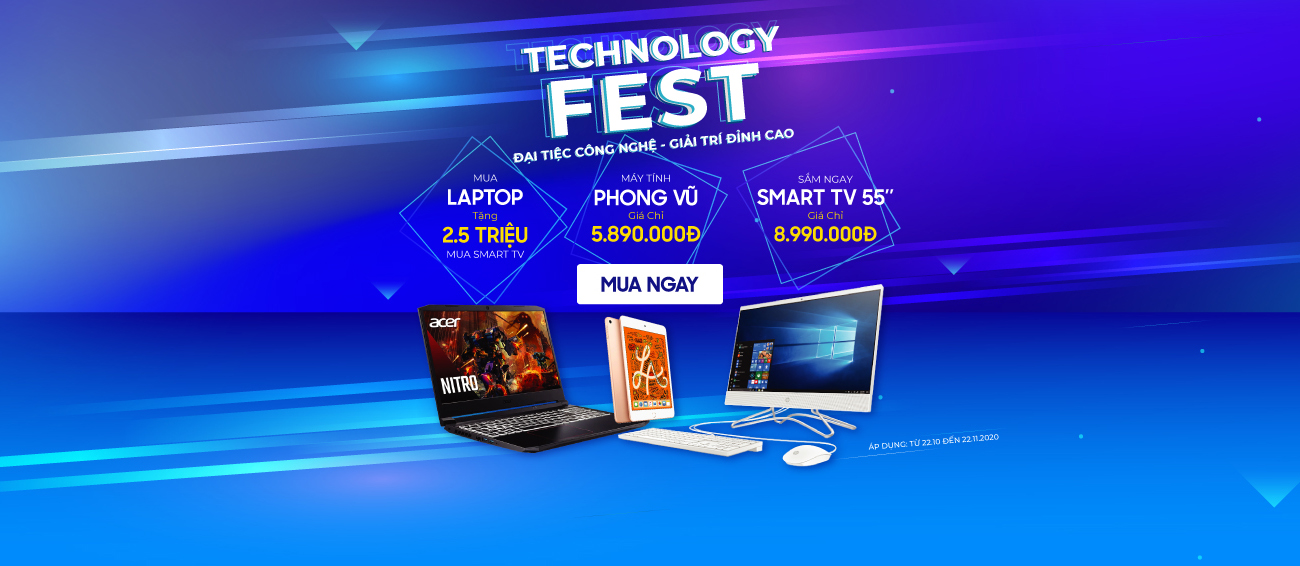 TECHNOLOGY
FEST
ĐẠI TIỆC CÔNG NGHỆ - GIẢI TRÍ ĐỈNH CAO
MUA
LAPTOP
Tặng
2.5 TRIỆU
MUA SMART TV
MÁY TÍNH
PHONG VŨ
Giá Chỉ
5.890.000Đ
SẮM NGAY
SMART TV 55"
Giá Chỉ
8.990.000Đ
MUA NGAY
acer
NITRO
ÁP DỤNG: TỪ 22.10 ĐẾN 22.11.2020